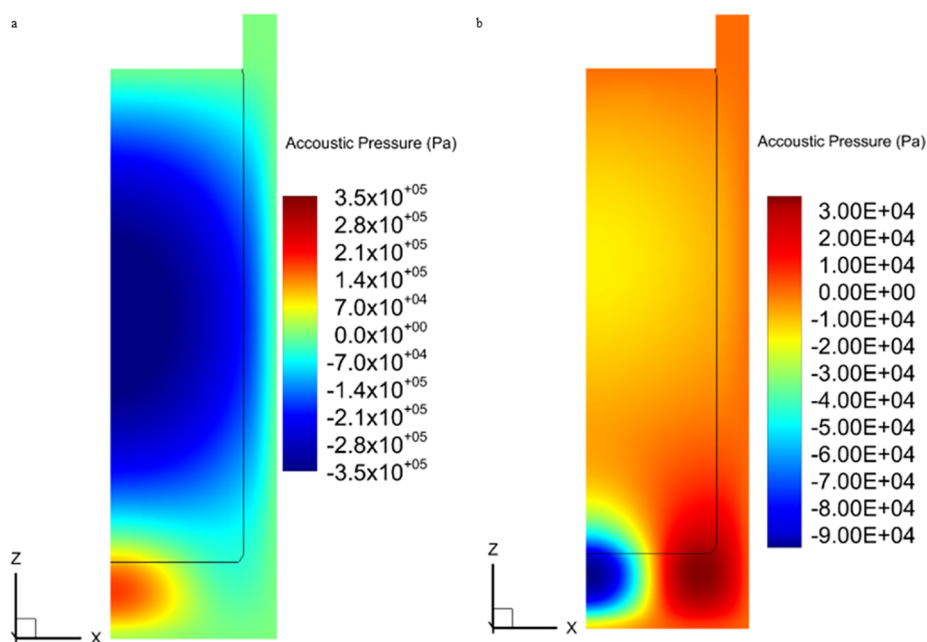 a
Accoustic Pressure (Pa)
3.5x10+05
2.8x10+05
2.1x10+05
1.4x10+05
7.0x10+04
0.0x10+00
-7.0x10+04
-1.4x10+05
-2.1x10+05
-2.8x10+05
-3.5x10+05
Z
Y
X
b
Accoustic Pressure (Pa)
3.00E+04
2.00E+04
1.00E+04
0.00E+00
-1.00E+04
-2.00E+04
-3.00E+04
-4.00E+04
-5.00E+04
-6.00E+04
-7.00E+04
-8.00E+04
-9.00E+04
Z
Y
X